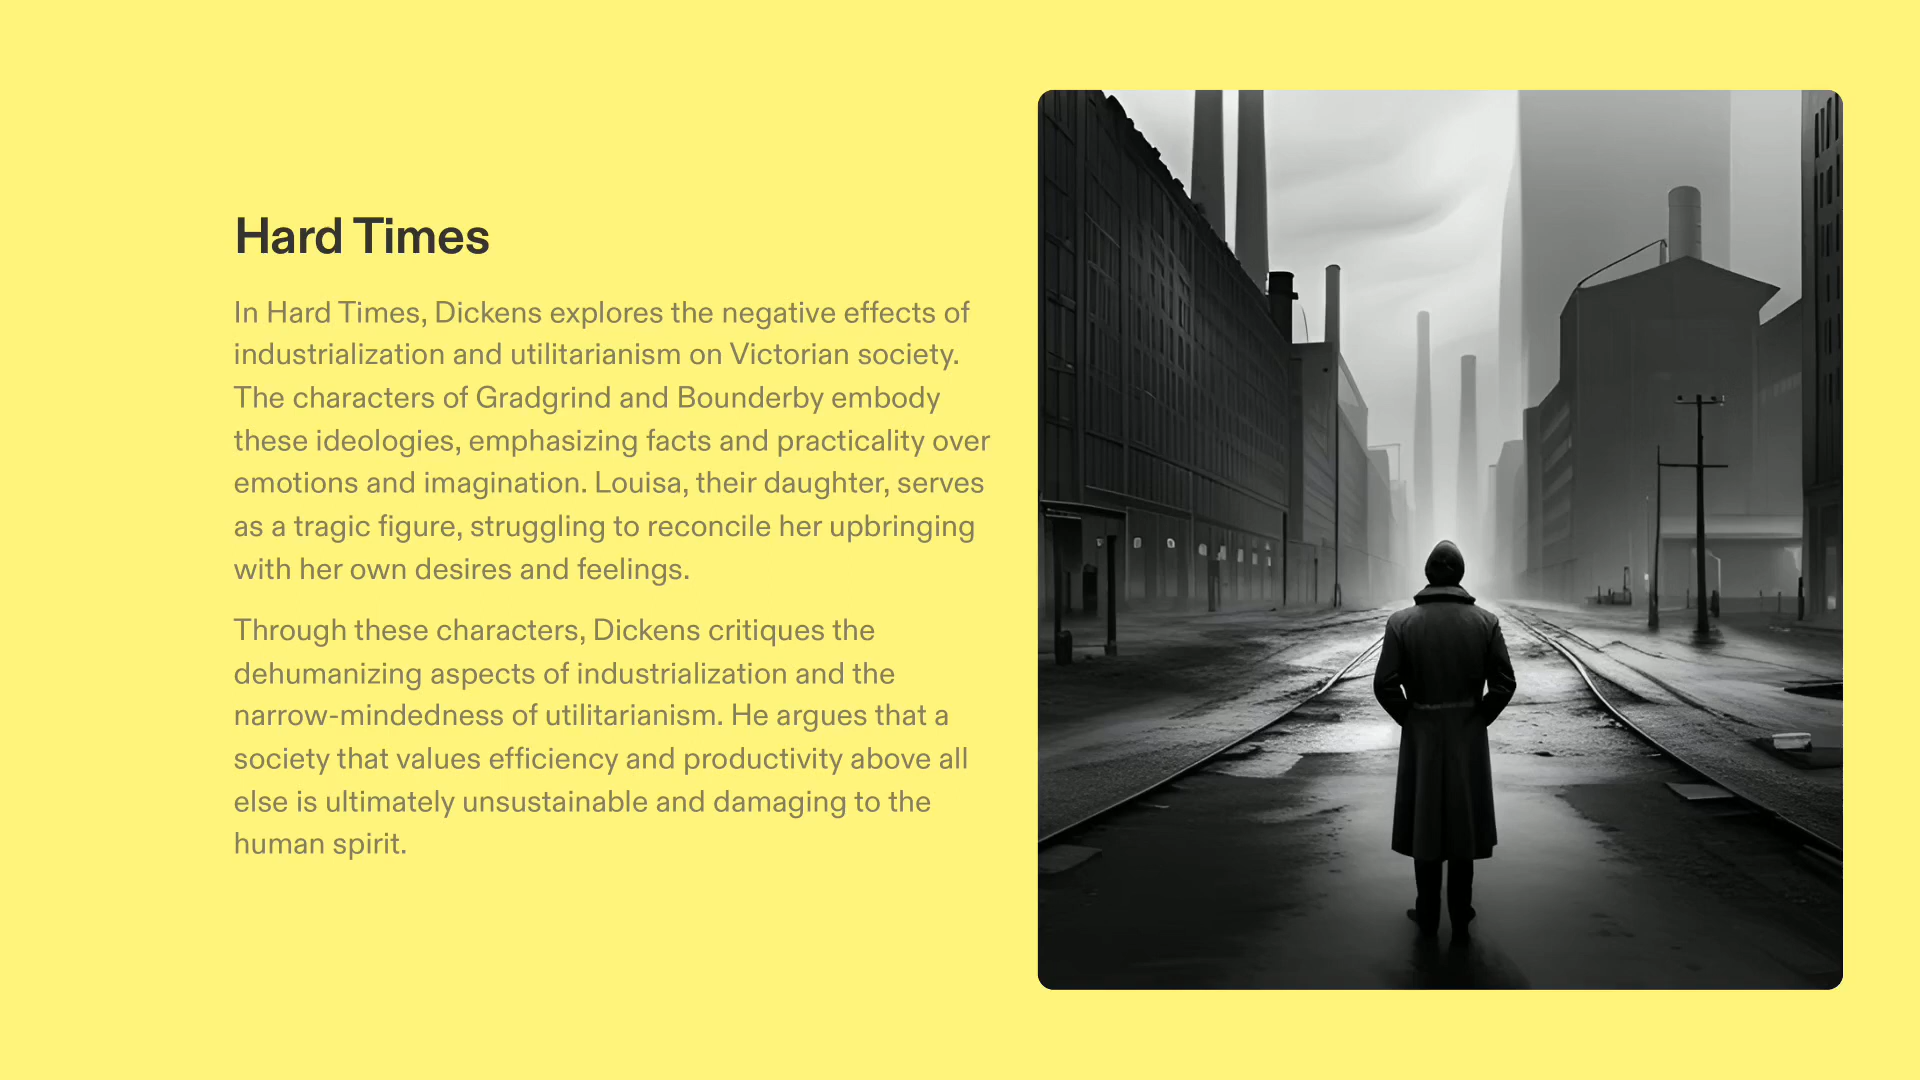 Hard Times
In Hard Times, Dickens explores the negative effects of
industrialization and utilitarianism on Victorian society.
The characters of Gradgrind and Bounderby embody
these ideologies, emphasizing facts and practicality over
emotions and imagination. Louisa, their daughter, serves
as a tragic figure, struggling to reconcile her upbringing
with her own desires and feelings.
Through these characters, Dickens critiques the
dehumanizing aspects of industrialization and the
narrow-mindedness of utilitarianism. He argues that a
society that values efficiency and productivity above all
else is ultimately unsustainable and damaging to the
human spirit.